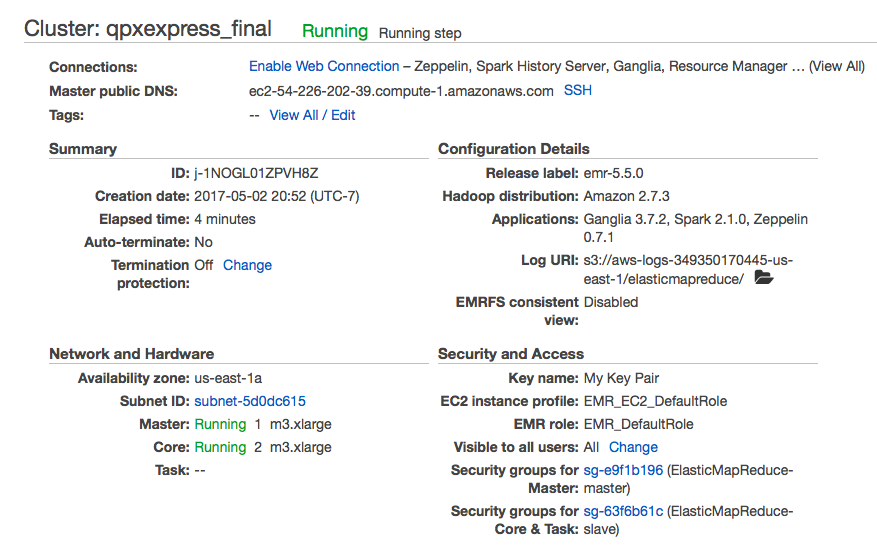 Cluster: qpxexpress_final Running Running step
Connections: Enable Web Connection – Zeppelin, Spark History Server, Ganglia, Resource Manager ... (View All)
Master public DNS: ec2-54-226-202-39.compute-1.amazonaws.com SSH
Tags: -- View All / Edit
Summary
ID: j-1NOGL01ZPVH8Z
Creation date: 2017-05-02 20:52 (UTC-7)
Elapsed time: 4 minutes
Auto-terminate: No
Termination Off Change
protection:
Configuration Details
Release label: emr-5.5.0
Hadoop distribution: Amazon 2.7.3
Applications: Ganglia 3.7.2, Spark 2.1.0, Zeppelin
0.7.1
Log URI: s3://aws-logs-349350170445-us-
east-1/elasticmapreduce/
EMRFS consistent Disabled
view:
Network and Hardware
Availability zone: us-east-1a
Subnet ID: subnet-5d0dc615
Master: Running 1 m3.xlarge
Core: Running 2 m3.xlarge
Task: --
Security and Access
Key name: My Key Pair
EC2 instance profile: EMR_EC2_DefaultRole
EMR role: EMR_DefaultRole
Visible to all users: All Change
Security groups for sg-e9f1b196 (ElasticMapReduce-
Master: master)
Security groups for sg-63f6b61c (ElasticMapReduce-
Core & Task: slave)